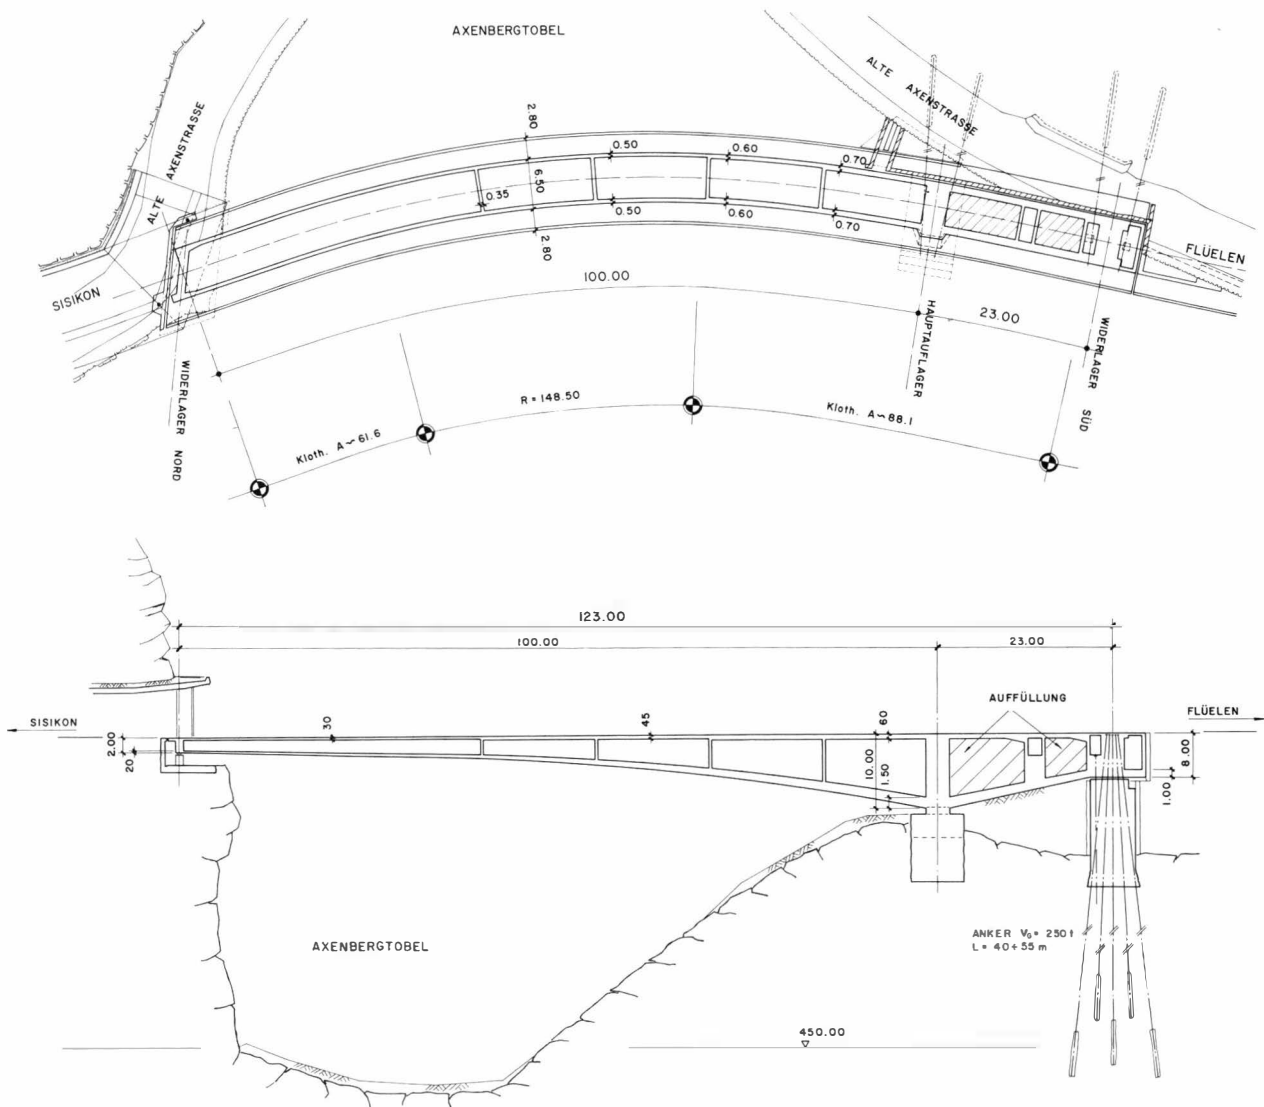 AXENBERGTOBEL
ALTE AXENSTRASSE
ALTE AXENSTRASSE
2.80
6.50
2.80
0.50
0.60
0.70
0.35
0.50
0.60
0.70
SISIKON
FLÜELEN
100.00
23.00
WIDERLAGER NORD
HAUPTAUFLAGER
WIDERLAGER SÜD
Kloth. A~61.6
R = 148.50
Kloth. A~88.1
123.00
100.00
23.00
AUFFÜLLUNG
SISIKON
FLÜELEN
30
45
60
2.00
20
10.00
1.50
8.00
1.00
AXENBERGTOBEL
ANKER V₀= 250 t
L = 40÷55 m
450.00